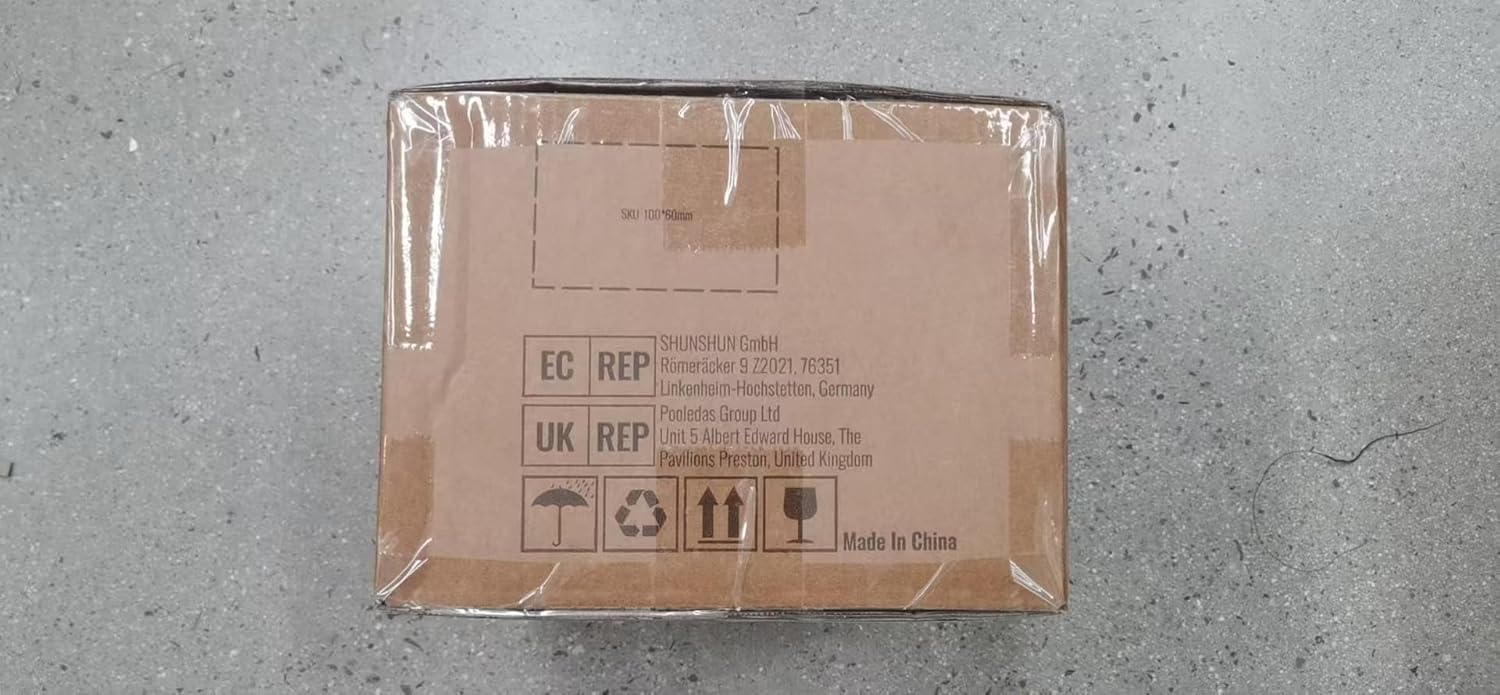 SKU 100*60mm
EC REP
SHUNSHUN GmbH
Römeräcker 9 Z2021, 76351
Linkenheim-Hochstetten, Germany
UK REP
Pooledas Group Ltd
Unit 5 Albert Edward House, The
Pavilions Preston, United Kingdom
Made In China